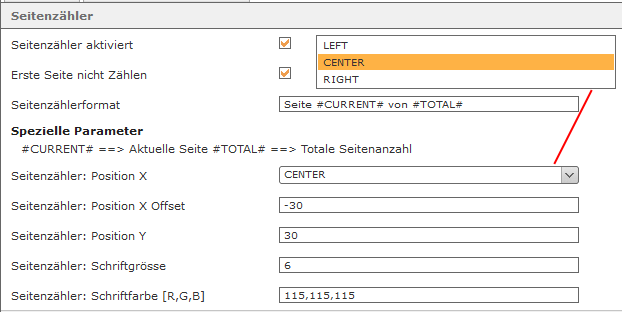 Seitenzähler
Seitenzähler aktiviert
LEFT
CENTER
RIGHT
Erste Seite nicht Zählen
Seitenzählerformat
Seite #CURRENT# von #TOTAL#
Spezielle Parameter
#CURRENT# ==> Aktuelle Seite #TOTAL# ==> Totale Seitenanzahl
Seitenzähler: Position X
CENTER
Seitenzähler: Position X Offset
-30
Seitenzähler: Position Y
30
Seitenzähler: Schriftgrösse
6
Seitenzähler: Schriftfarbe [R,G,B]
115,115,115